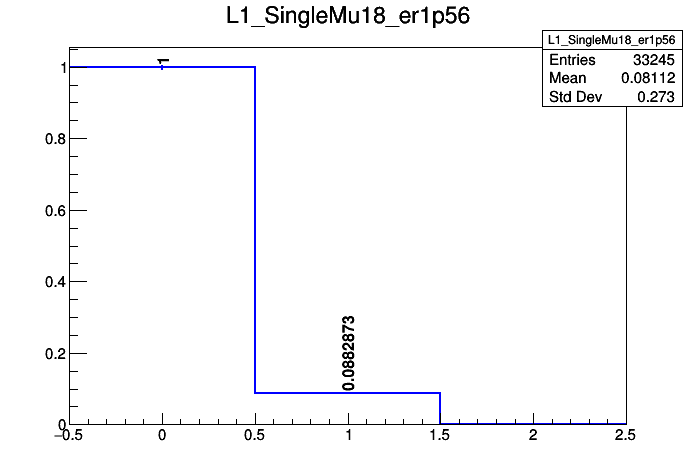 L1_SingleMu18_er1p56
L1_SingleMu18_er1p56
Entries 33245
Mean 0.08112
Std Dev 0.273
1
0.8
0.6
0.4
0.2
0
1
0.0882873
−0.5 0 0.5 1 1.5 2 2.5